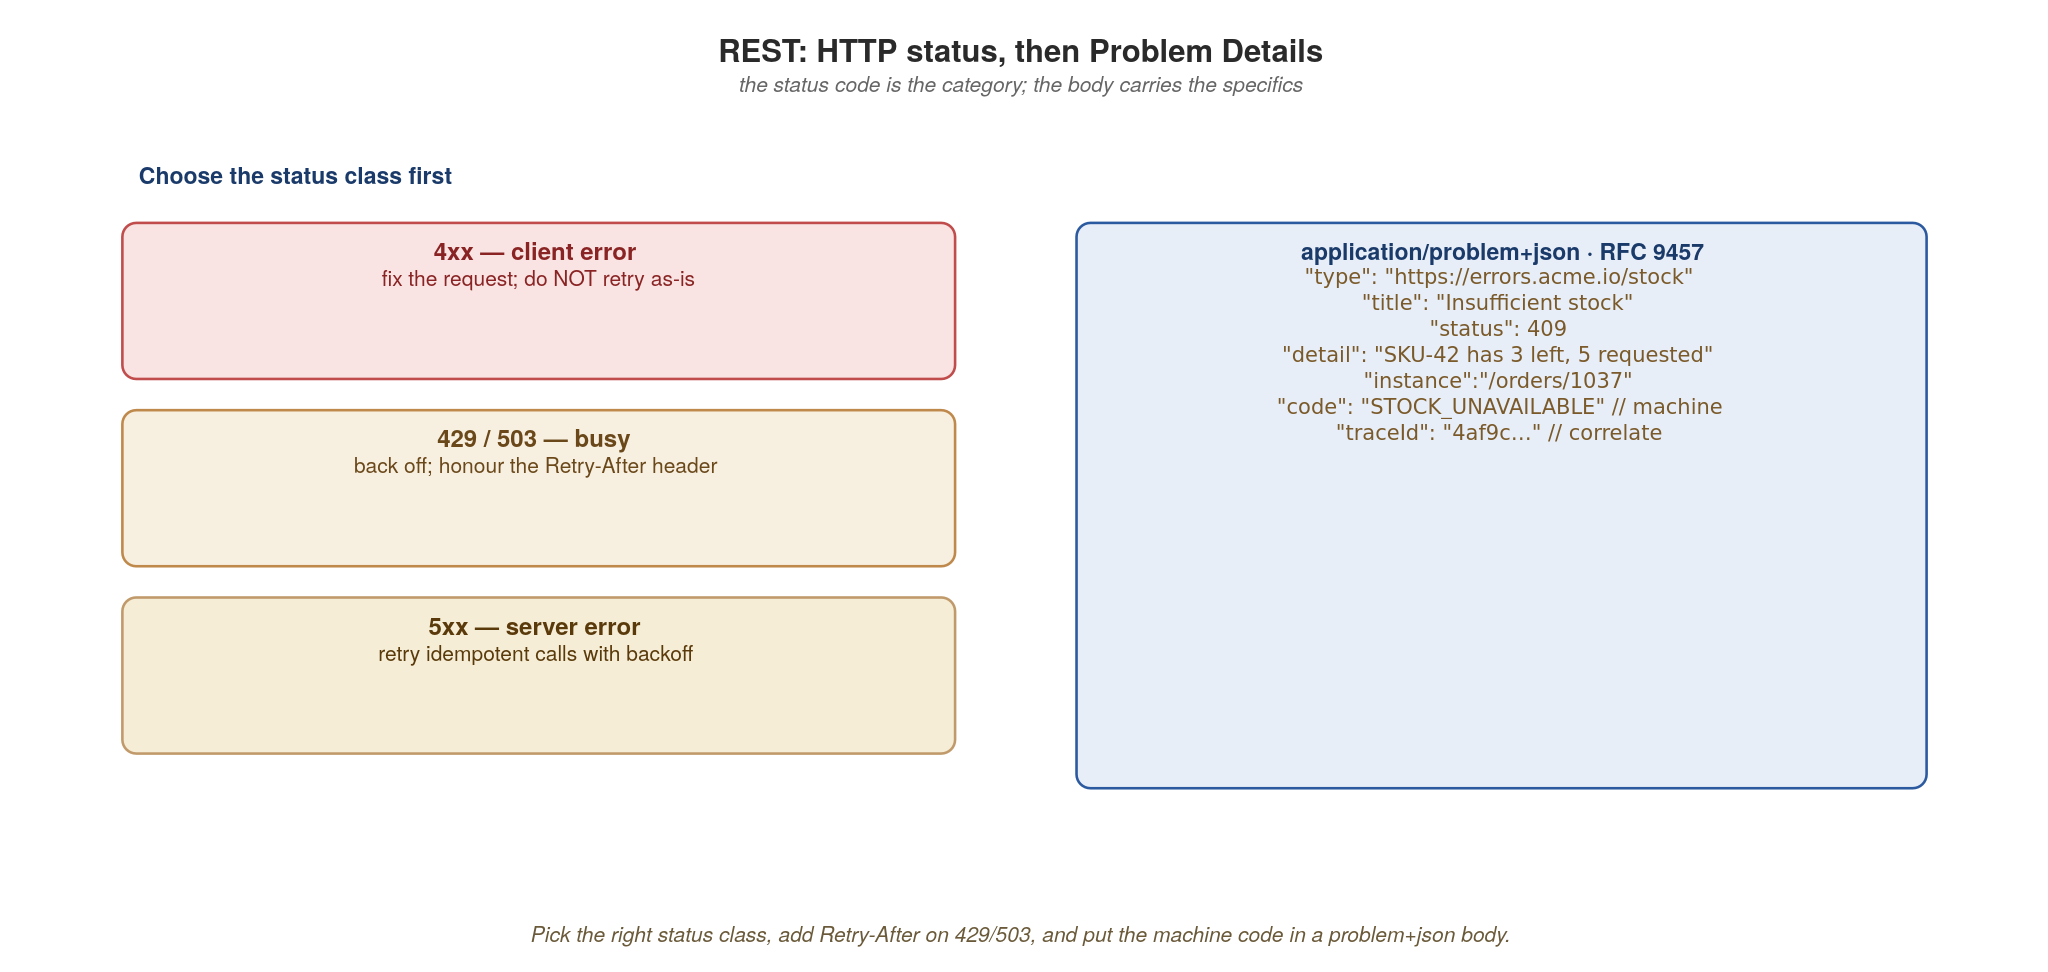 REST: HTTP status, then Problem Details
the status code is the category; the body carries the specifics
Choose the status class first
4xx — client error
fix the request; do NOT retry as-is
429 / 503 — busy
back off; honour the Retry-After header
5xx — server error
retry idempotent calls with backoff
application/problem+json · RFC 9457
"type": "https://errors.acme.io/stock"
"title": "Insufficient stock"
"status": 409
"detail": "SKU-42 has 3 left, 5 requested"
"instance":"/orders/1037"
"code": "STOCK_UNAVAILABLE" // machine
"traceId": "4af9c…" // correlate
Pick the right status class, add Retry-After on 429/503, and put the machine code in a problem+json body.